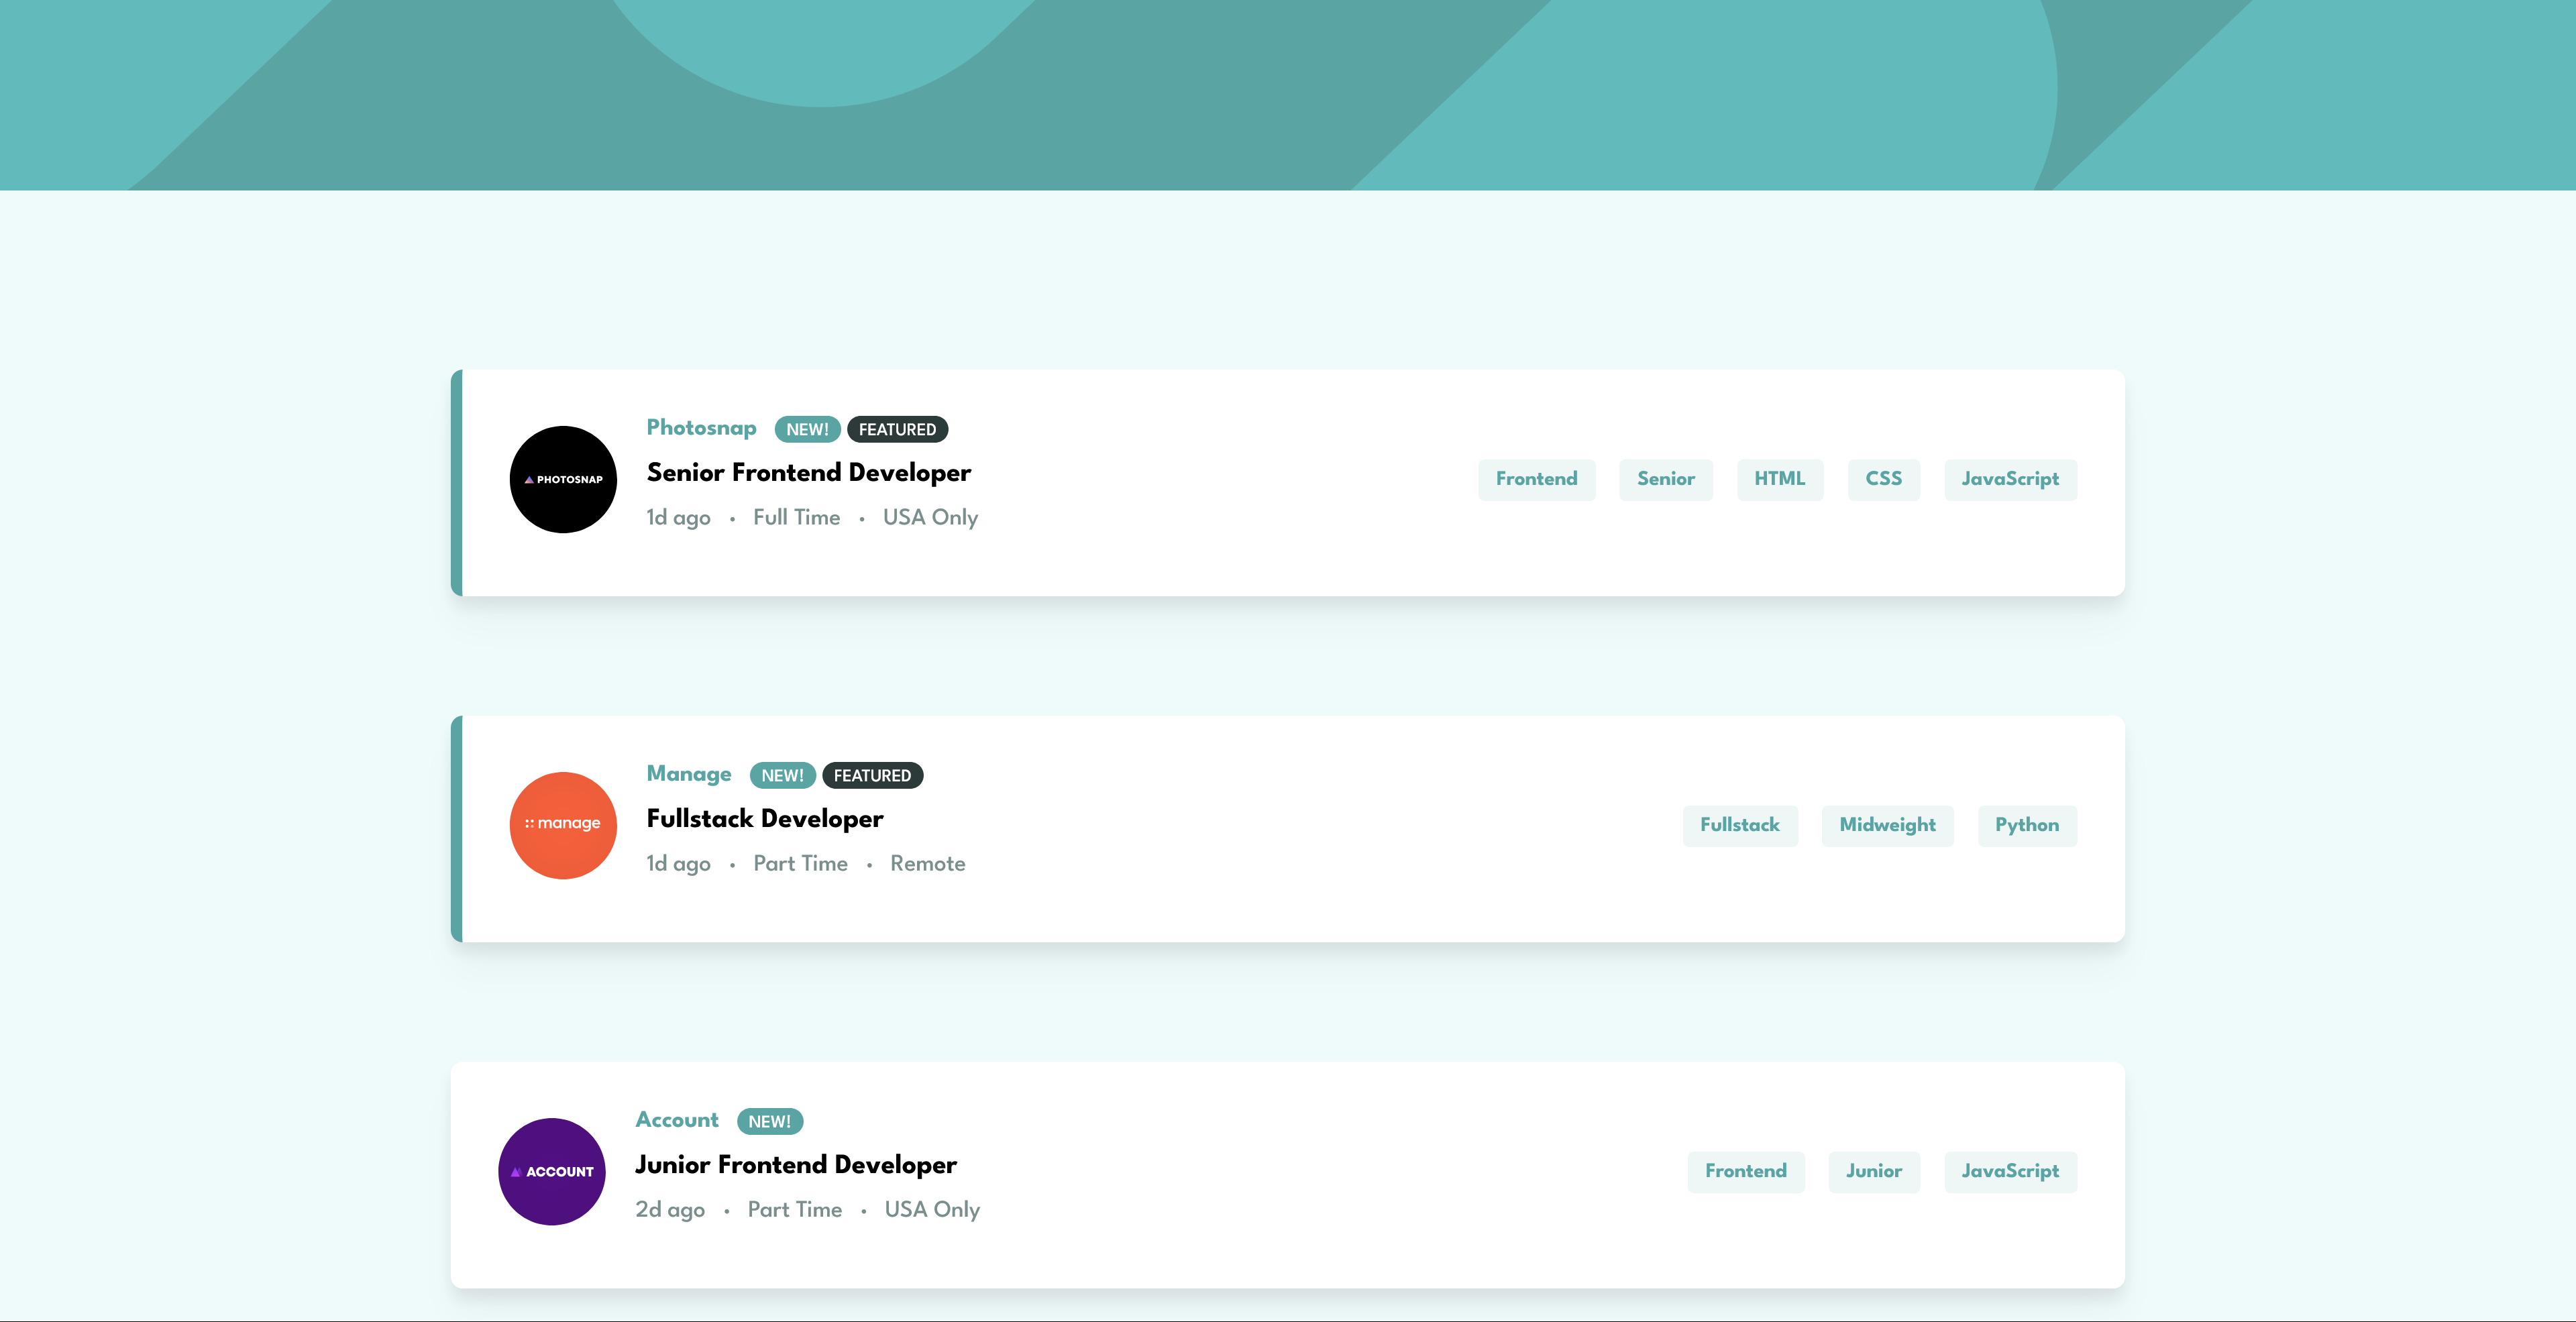 Photosnap NEW! FEATURED
PHOTOSNAP
Senior Frontend Developer
1d ago • Full Time • USA Only
Frontend Senior HTML CSS JavaScript
Manage NEW! FEATURED
manage
Fullstack Developer
1d ago • Part Time • Remote
Fullstack Midweight Python
Account NEW!
ACCOUNT
Junior Frontend Developer
2d ago • Part Time • USA Only
Frontend Junior JavaScript